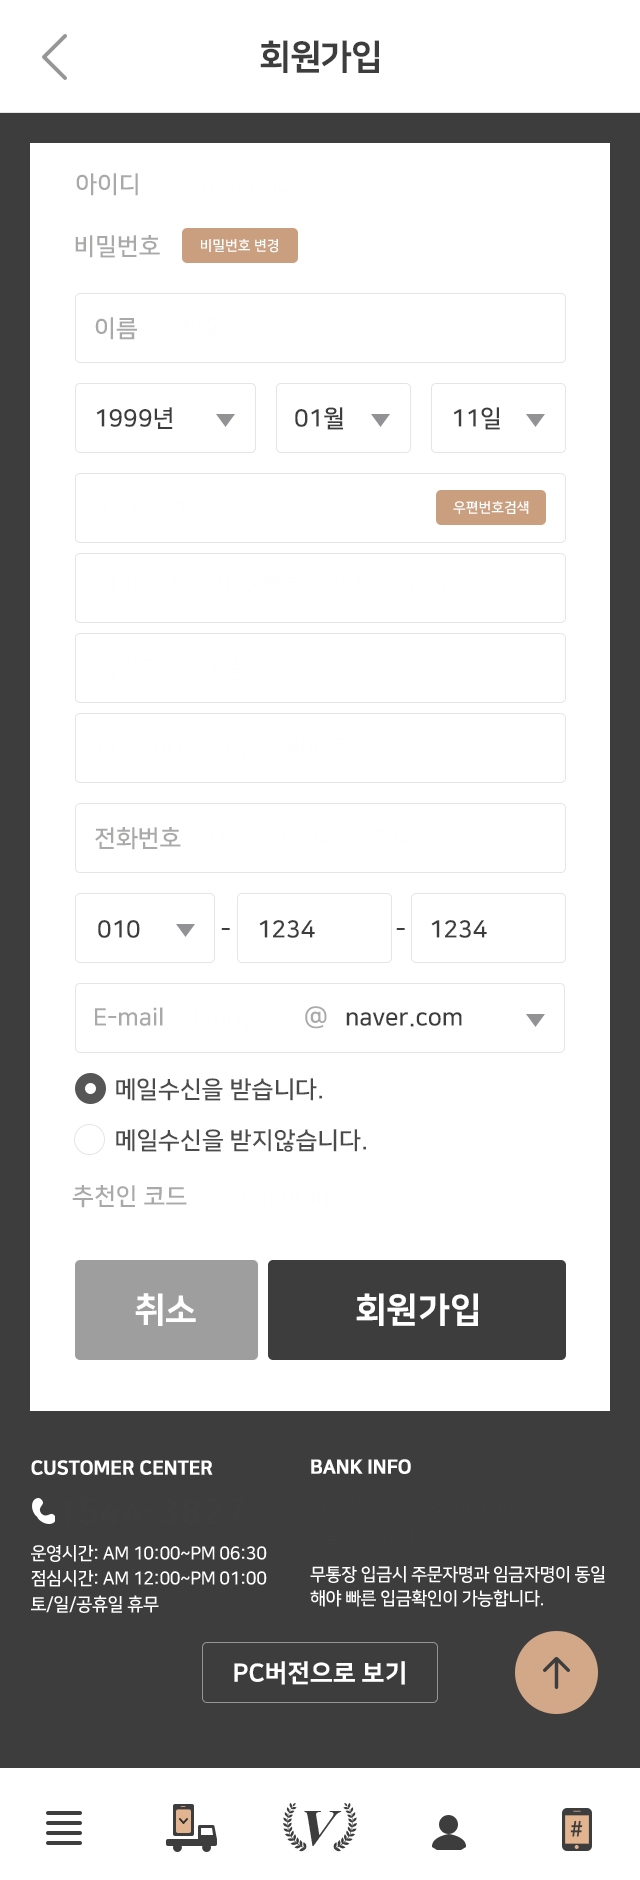 회원가입
아이디
비밀번호 비밀번호 변경
이름
1999년 01월 11일
우편번호검색
전화번호
010 - 1234 - 1234
E-mail @ naver.com
메일수신을 받습니다.
메일수신을 받지않습니다.
추천인 코드
취소 회원가입
CUSTOMER CENTER
운영시간: AM 10:00~PM 06:30
점심시간: AM 12:00~PM 01:00
토/일/공휴일 휴무
BANK INFO
무통장 입금시 주문자명과 임금자명이 동일
해야 빠른 입금확인이 가능합니다.
PC버전으로 보기
V #